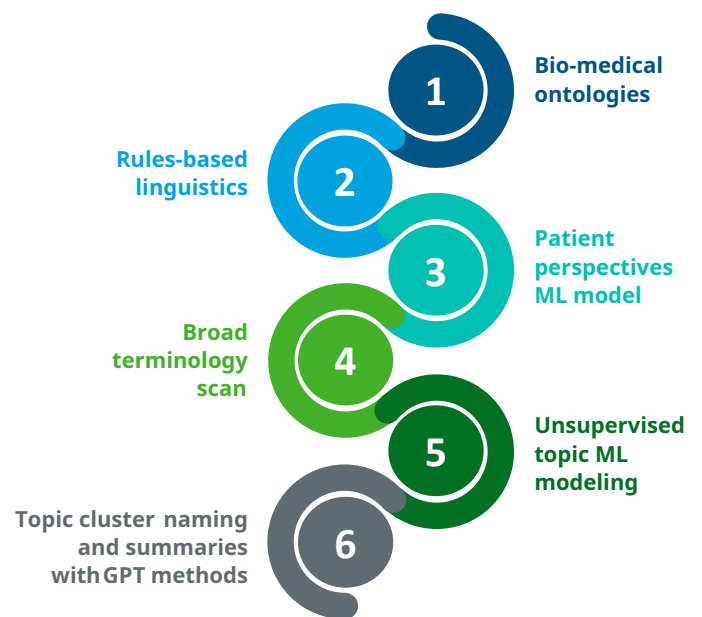 1
Bio-medical
ontologies
2
Rules-based
linguistics
3
Patient
perspectives
ML model
4
Broad
terminology
scan
5
Unsupervised
topic ML
modeling
6
Topic cluster naming
and summaries
with GPT methods